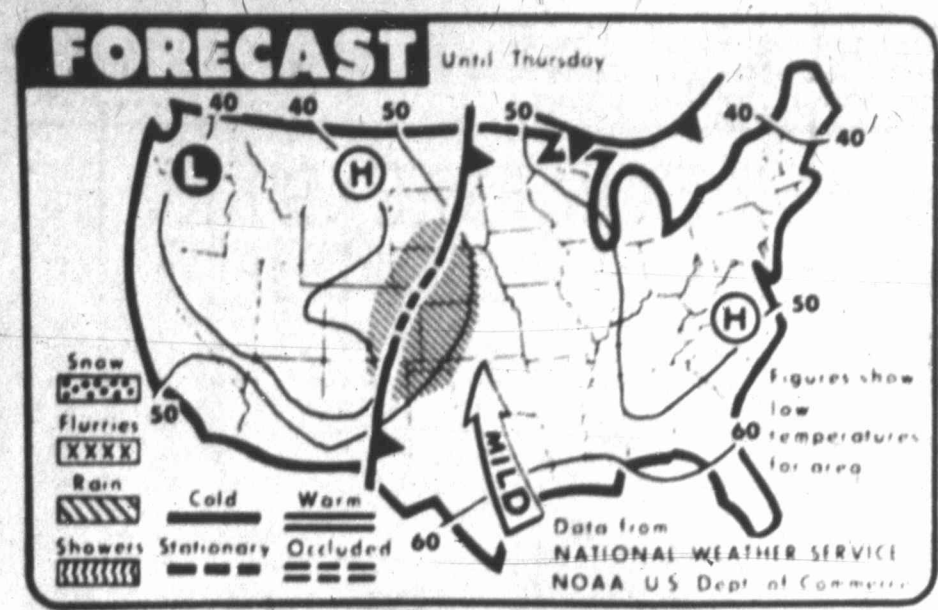 FORECAST Until Thursday
40 40 50 50 40 40
L H
H 50
Snow
Flurries
XXXX
Rain
Showers
50
Cold Warm
Stationary Occluded
MILD
60
60
Figures show
low
temperatures
for area
Data from
NATIONAL WEATHER SERVICE
NOAA U S Dept of Commerce